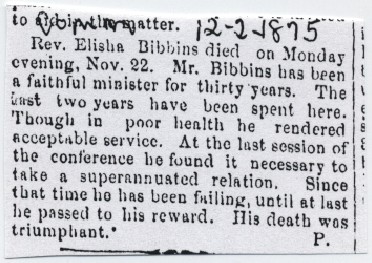 to the matter. 12-2-1875
Rev. Elisha Bibbins died on Monday
evening, Nov. 22. Mr. Bibbins has been
a faithful minister for thirty years. The
last two years have been spent here.
Though in poor health he rendered
acceptable service. At the last session of
the conference he found it necessary to
take a superannuated relation. Since
that time he has been failing, until at last
he passed to his reward. His death was
triumphant.
P.